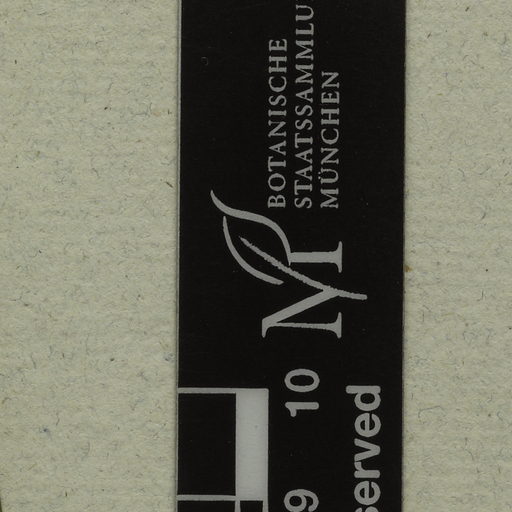 BOTANISCHE
STAATSSAMMLU
MÜNCHEN
M
9 10
served